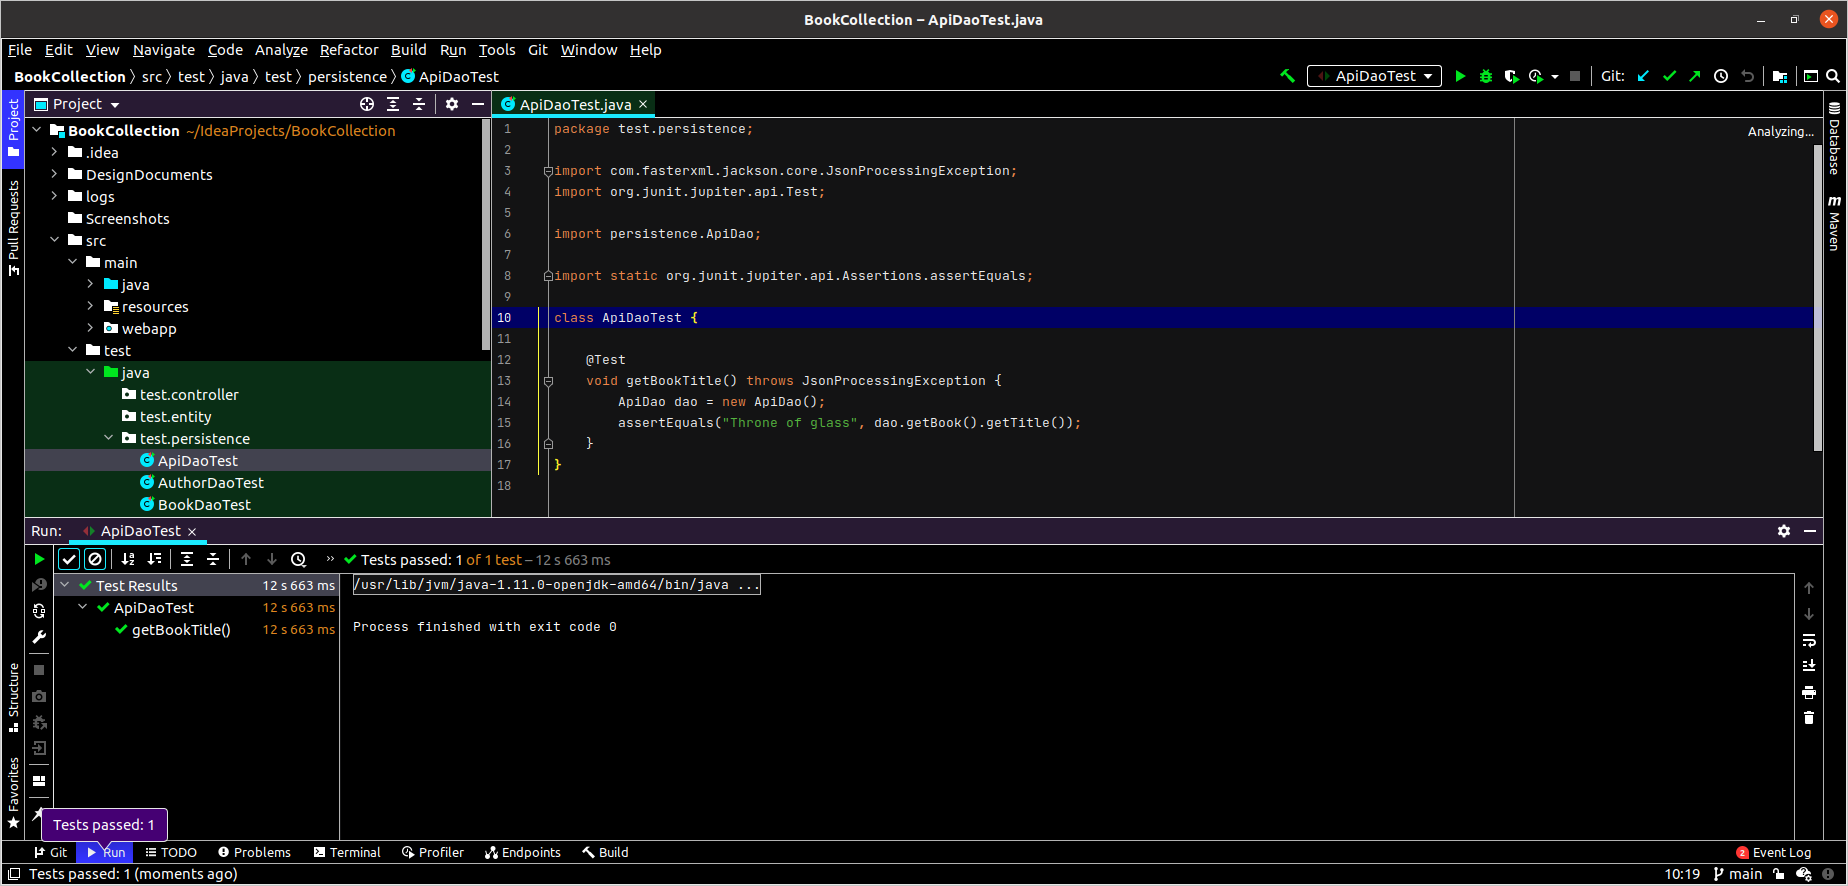 BookCollection – ApiDaoTest.java
File Edit View Navigate Code Analyze Refactor Build Run Tools Git Window Help
BookCollection src test java test persistence ApiDaoTest
ApiDaoTest
Git:
Project
Pull Requests
Structure
Favorites
Project
BookCollection ~/IdeaProjects/BookCollection
.idea
DesignDocuments
logs
Screenshots
src
main
java
resources
webapp
test
java
test.controller
test.entity
test.persistence
ApiDaoTest
AuthorDaoTest
BookDaoTest
ApiDaoTest.java
Analyzing...
1 package test.persistence;
2
3 import com.fasterxml.jackson.core.JsonProcessingException;
4 import org.junit.jupiter.api.Test;
5
6 import persistence.ApiDao;
7
8 import static org.junit.jupiter.api.Assertions.assertEquals;
9
10 class ApiDaoTest {
11
12 @Test
13 void getBookTitle() throws JsonProcessingException {
14 ApiDao dao = new ApiDao();
15 assertEquals("Throne of glass", dao.getBook().getTitle());
16 }
17 }
18
Database
m Maven
Run: ApiDaoTest
Tests passed: 1 of 1 test – 12 s 663 ms
Test Results 12 s 663 ms
ApiDaoTest 12 s 663 ms
getBookTitle() 12 s 663 ms
/usr/lib/jvm/java-1.11.0-openjdk-amd64/bin/java ...
Process finished with exit code 0
Tests passed: 1
Git Run TODO Problems Terminal Profiler Endpoints Build
2 Event Log
Tests passed: 1 (moments ago)
10:19 main